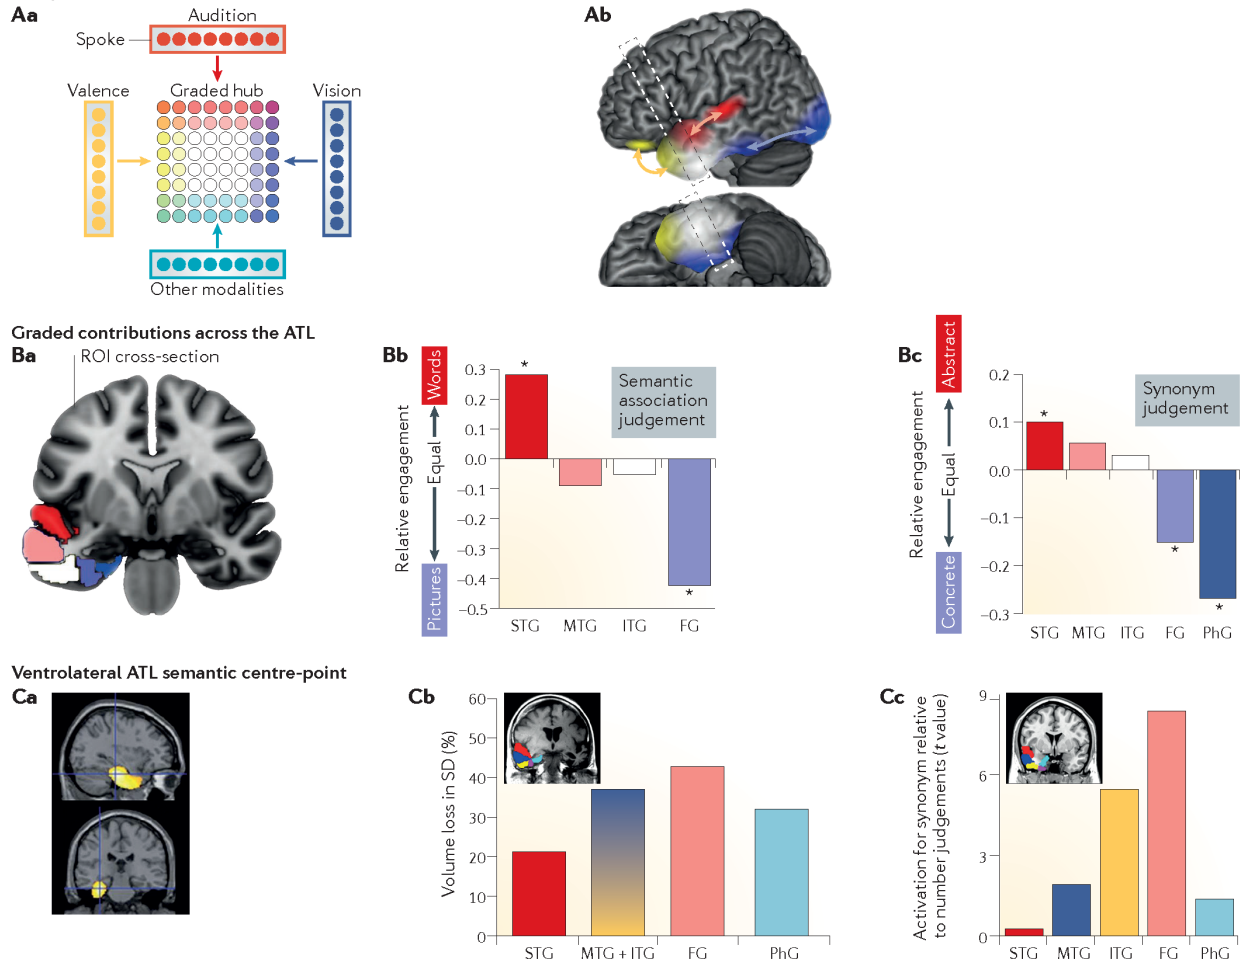 Aa
Audition
Spoke
Valence
Graded hub
Vision
Other modalities
Ab
Graded contributions across the ATL
Ba
ROI cross-section
Bb
Words
Equal
Pictures
Relative engagement
0.3
0.2
0.1
0.0
–0.1
–0.2
–0.3
–0.4
–0.5
*
*
Semantic
association
judgement
STG
MTG
ITG
FG
Bc
Abstract
Equal
Concrete
Relative engagement
0.2
0.1
0.0
–0.1
–0.2
–0.3
*
*
*
Synonym
judgement
STG
MTG
ITG
FG
PhG
Ventrolateral ATL semantic centre-point
Ca
Cb
Volume loss in SD (%)
60
50
40
30
20
10
0
STG
MTG + ITG
FG
PhG
Cc
Activation for synonym relative
to number judgements (t value)
9
6
3
0
STG
MTG
ITG
FG
PhG